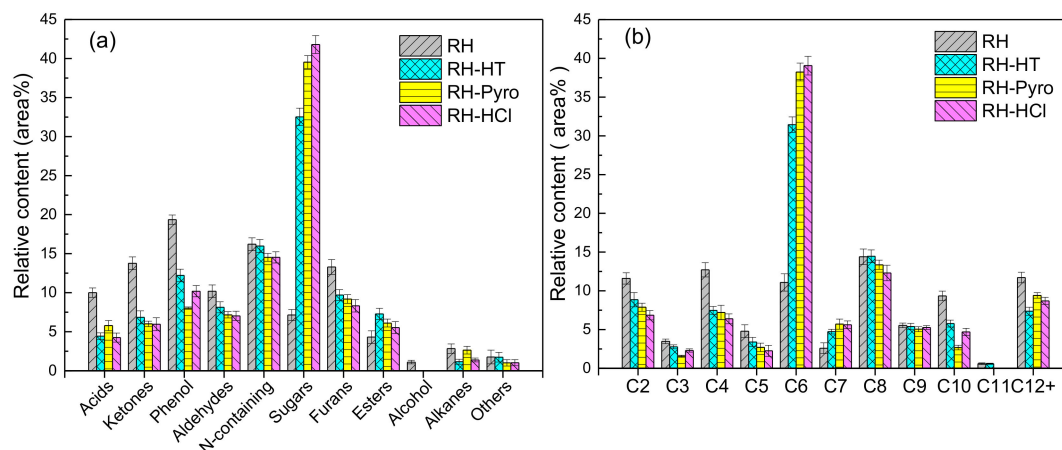 (a)
RH
RH-HT
RH-Pyro
RH-HCl
Relative content (area%)
45
40
35
30
25
20
15
10
5
0
Acids
Ketones
Phenol
Aldehydes
N-containing
Sugars
Furans
Esters
Alcohol
Alkanes
Others
(b)
RH
RH-HT
RH-Pyro
RH-HCl
Relative content ( area%)
45
40
35
30
25
20
15
10
5
0
C2 C3 C4 C5 C6 C7 C8 C9 C10 C11C12+